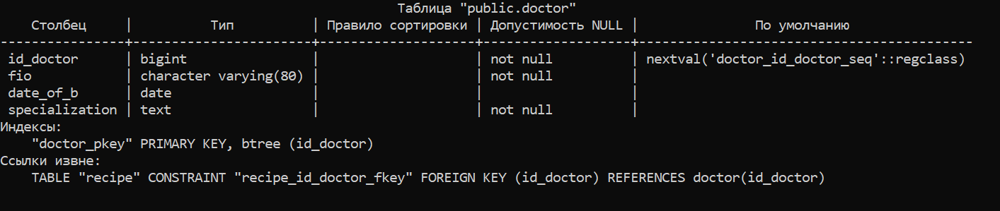 Таблица "public.doctor"
Столбец | Тип | Правило сортировки | Допустимость NULL | По умолчанию
----------------+-----------------------+--------------------+-------------------+-------------------------------------------
id_doctor | bigint | | not null | nextval('doctor_id_doctor_seq'::regclass)
fio | character varying(80) | | not null |
date_of_b | date | | |
specialization | text | | not null |
Индексы:
"doctor_pkey" PRIMARY KEY, btree (id_doctor)
Ссылки извне:
TABLE "recipe" CONSTRAINT "recipe_id_doctor_fkey" FOREIGN KEY (id_doctor) REFERENCES doctor(id_doctor)